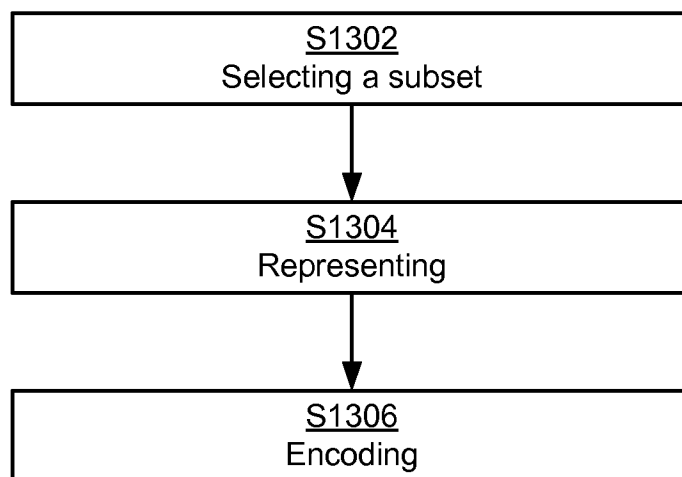 S1302
Selecting a subset
S1304
Representing
S1306
Encoding